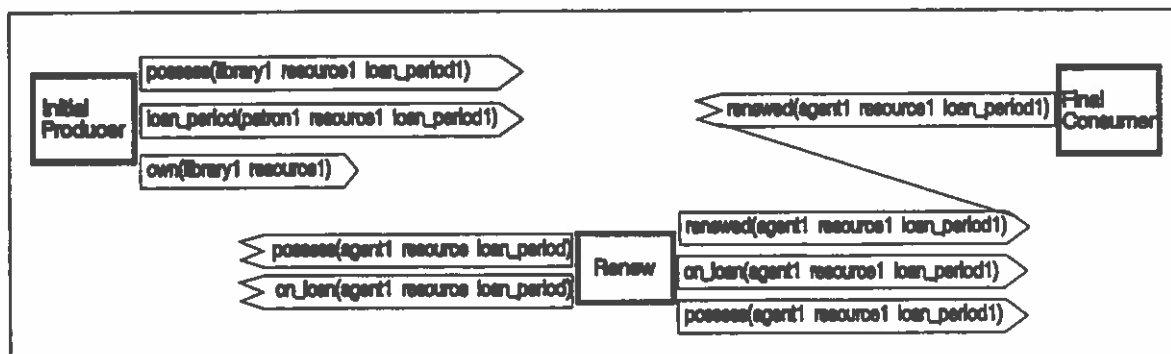 possess(library1 resource1 loan_period1)
Initial
Producer
loan_period(patron1 resource1 loan_period1)
own(library1 resource1)
renewed(agent1 resource1 loan_period1)
Final
Consumer
renewed(agent1 resource1 loan_period1)
possess(agent1 resource loan_period)
Renew
on_loan(agent1 resource1 loan_period1)
on_loan(agent1 resource loan_period)
possess(agent1 resource1 loan_period1)